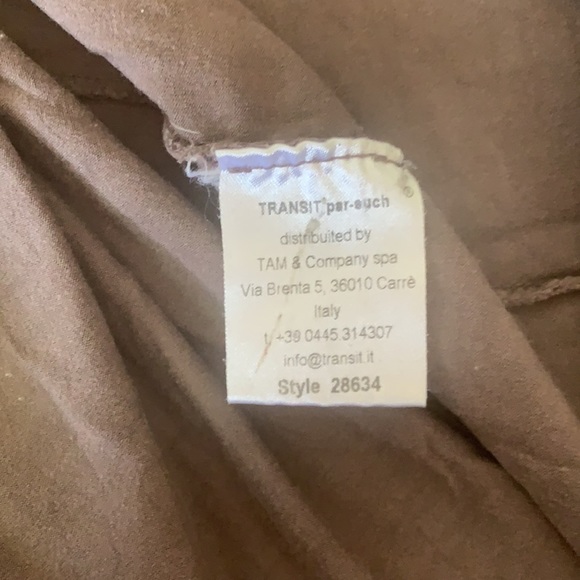 TRANSIT par-such
®
distribuited by
TAM & Company spa
Via Brenta 5, 36010 Carrè
Italy
t. +39 0445.314307
info@transit.it
Style 28634